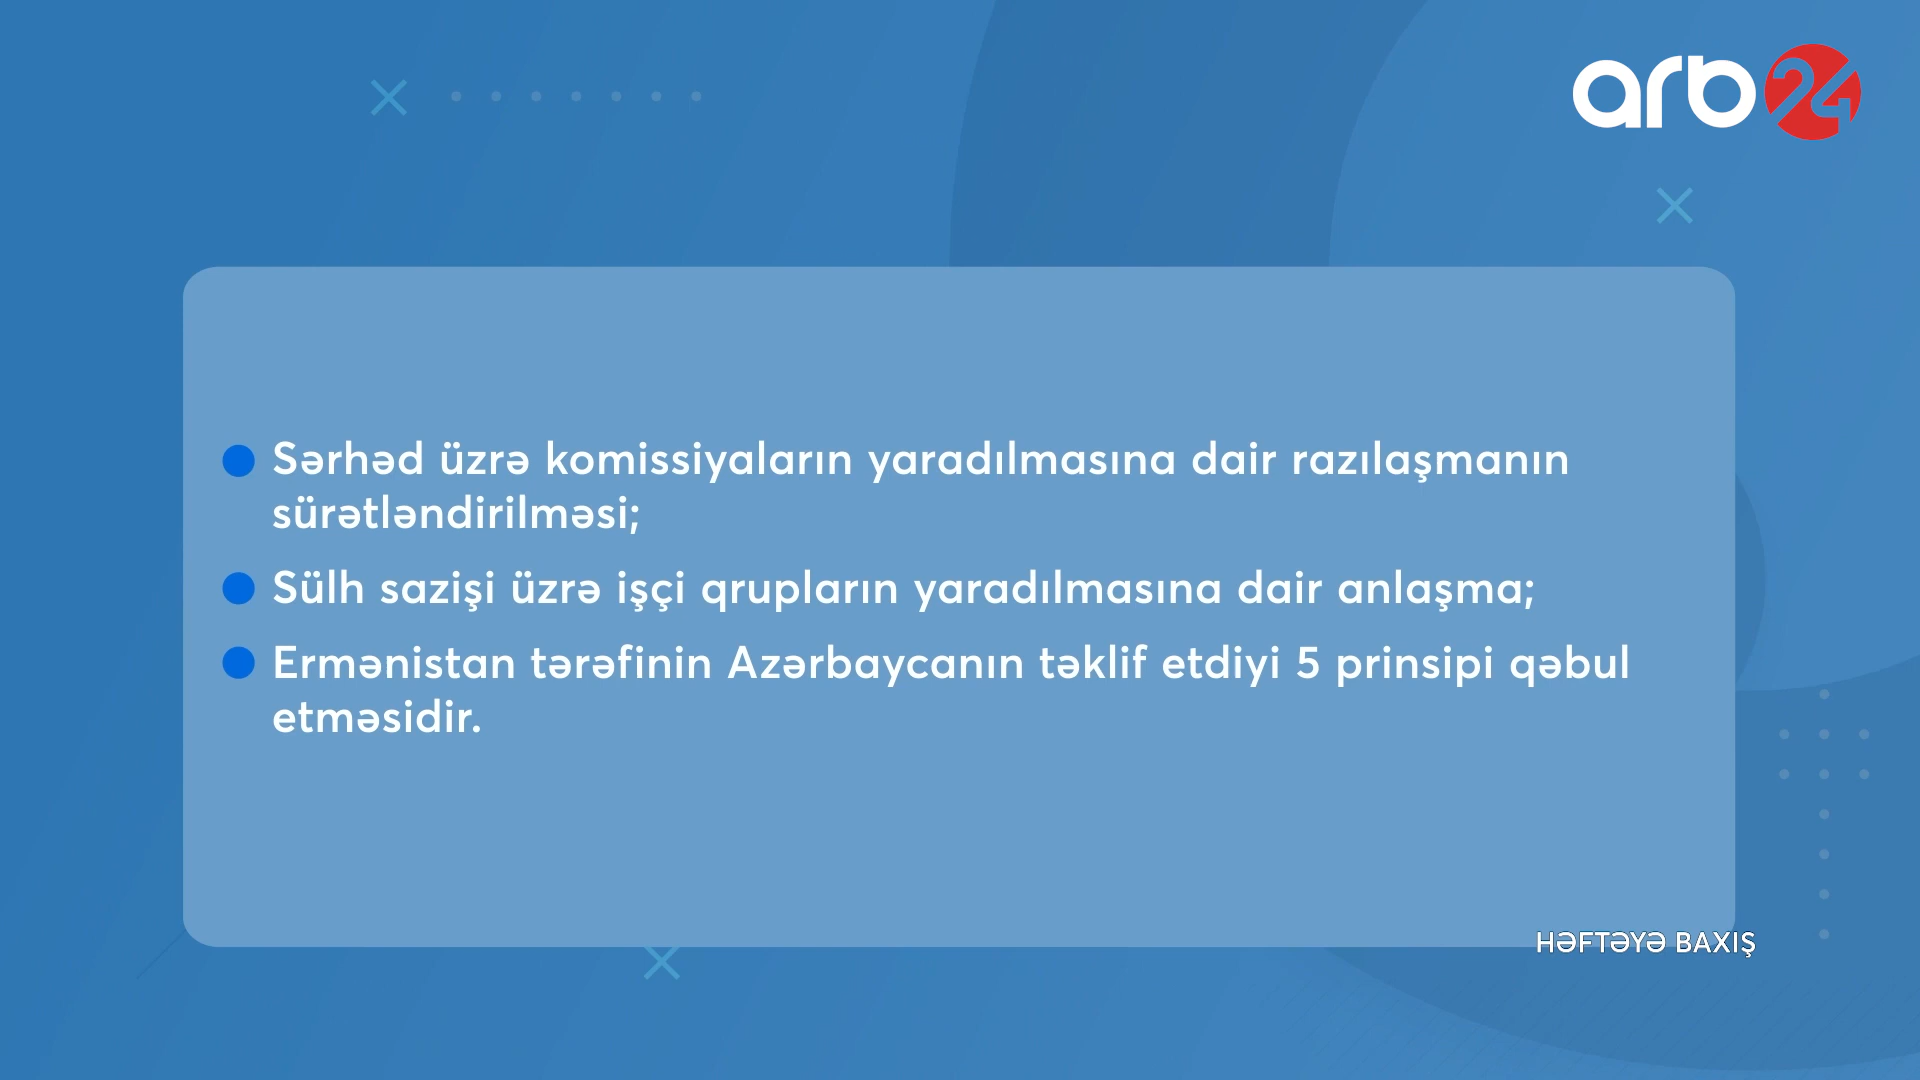 arb24
Sərhəd üzrə komissiyaların yaradılmasına dair razılaşmanın
sürətləndirilməsi;
Sülh sazişi üzrə işçi qrupların yaradılmasına dair anlaşma;
Ermənistan tərəfinin Azərbaycanın təklif etdiyi 5 prinsipi qəbul
etməsidir.
HƏFTƏYƏ BAXIŞ